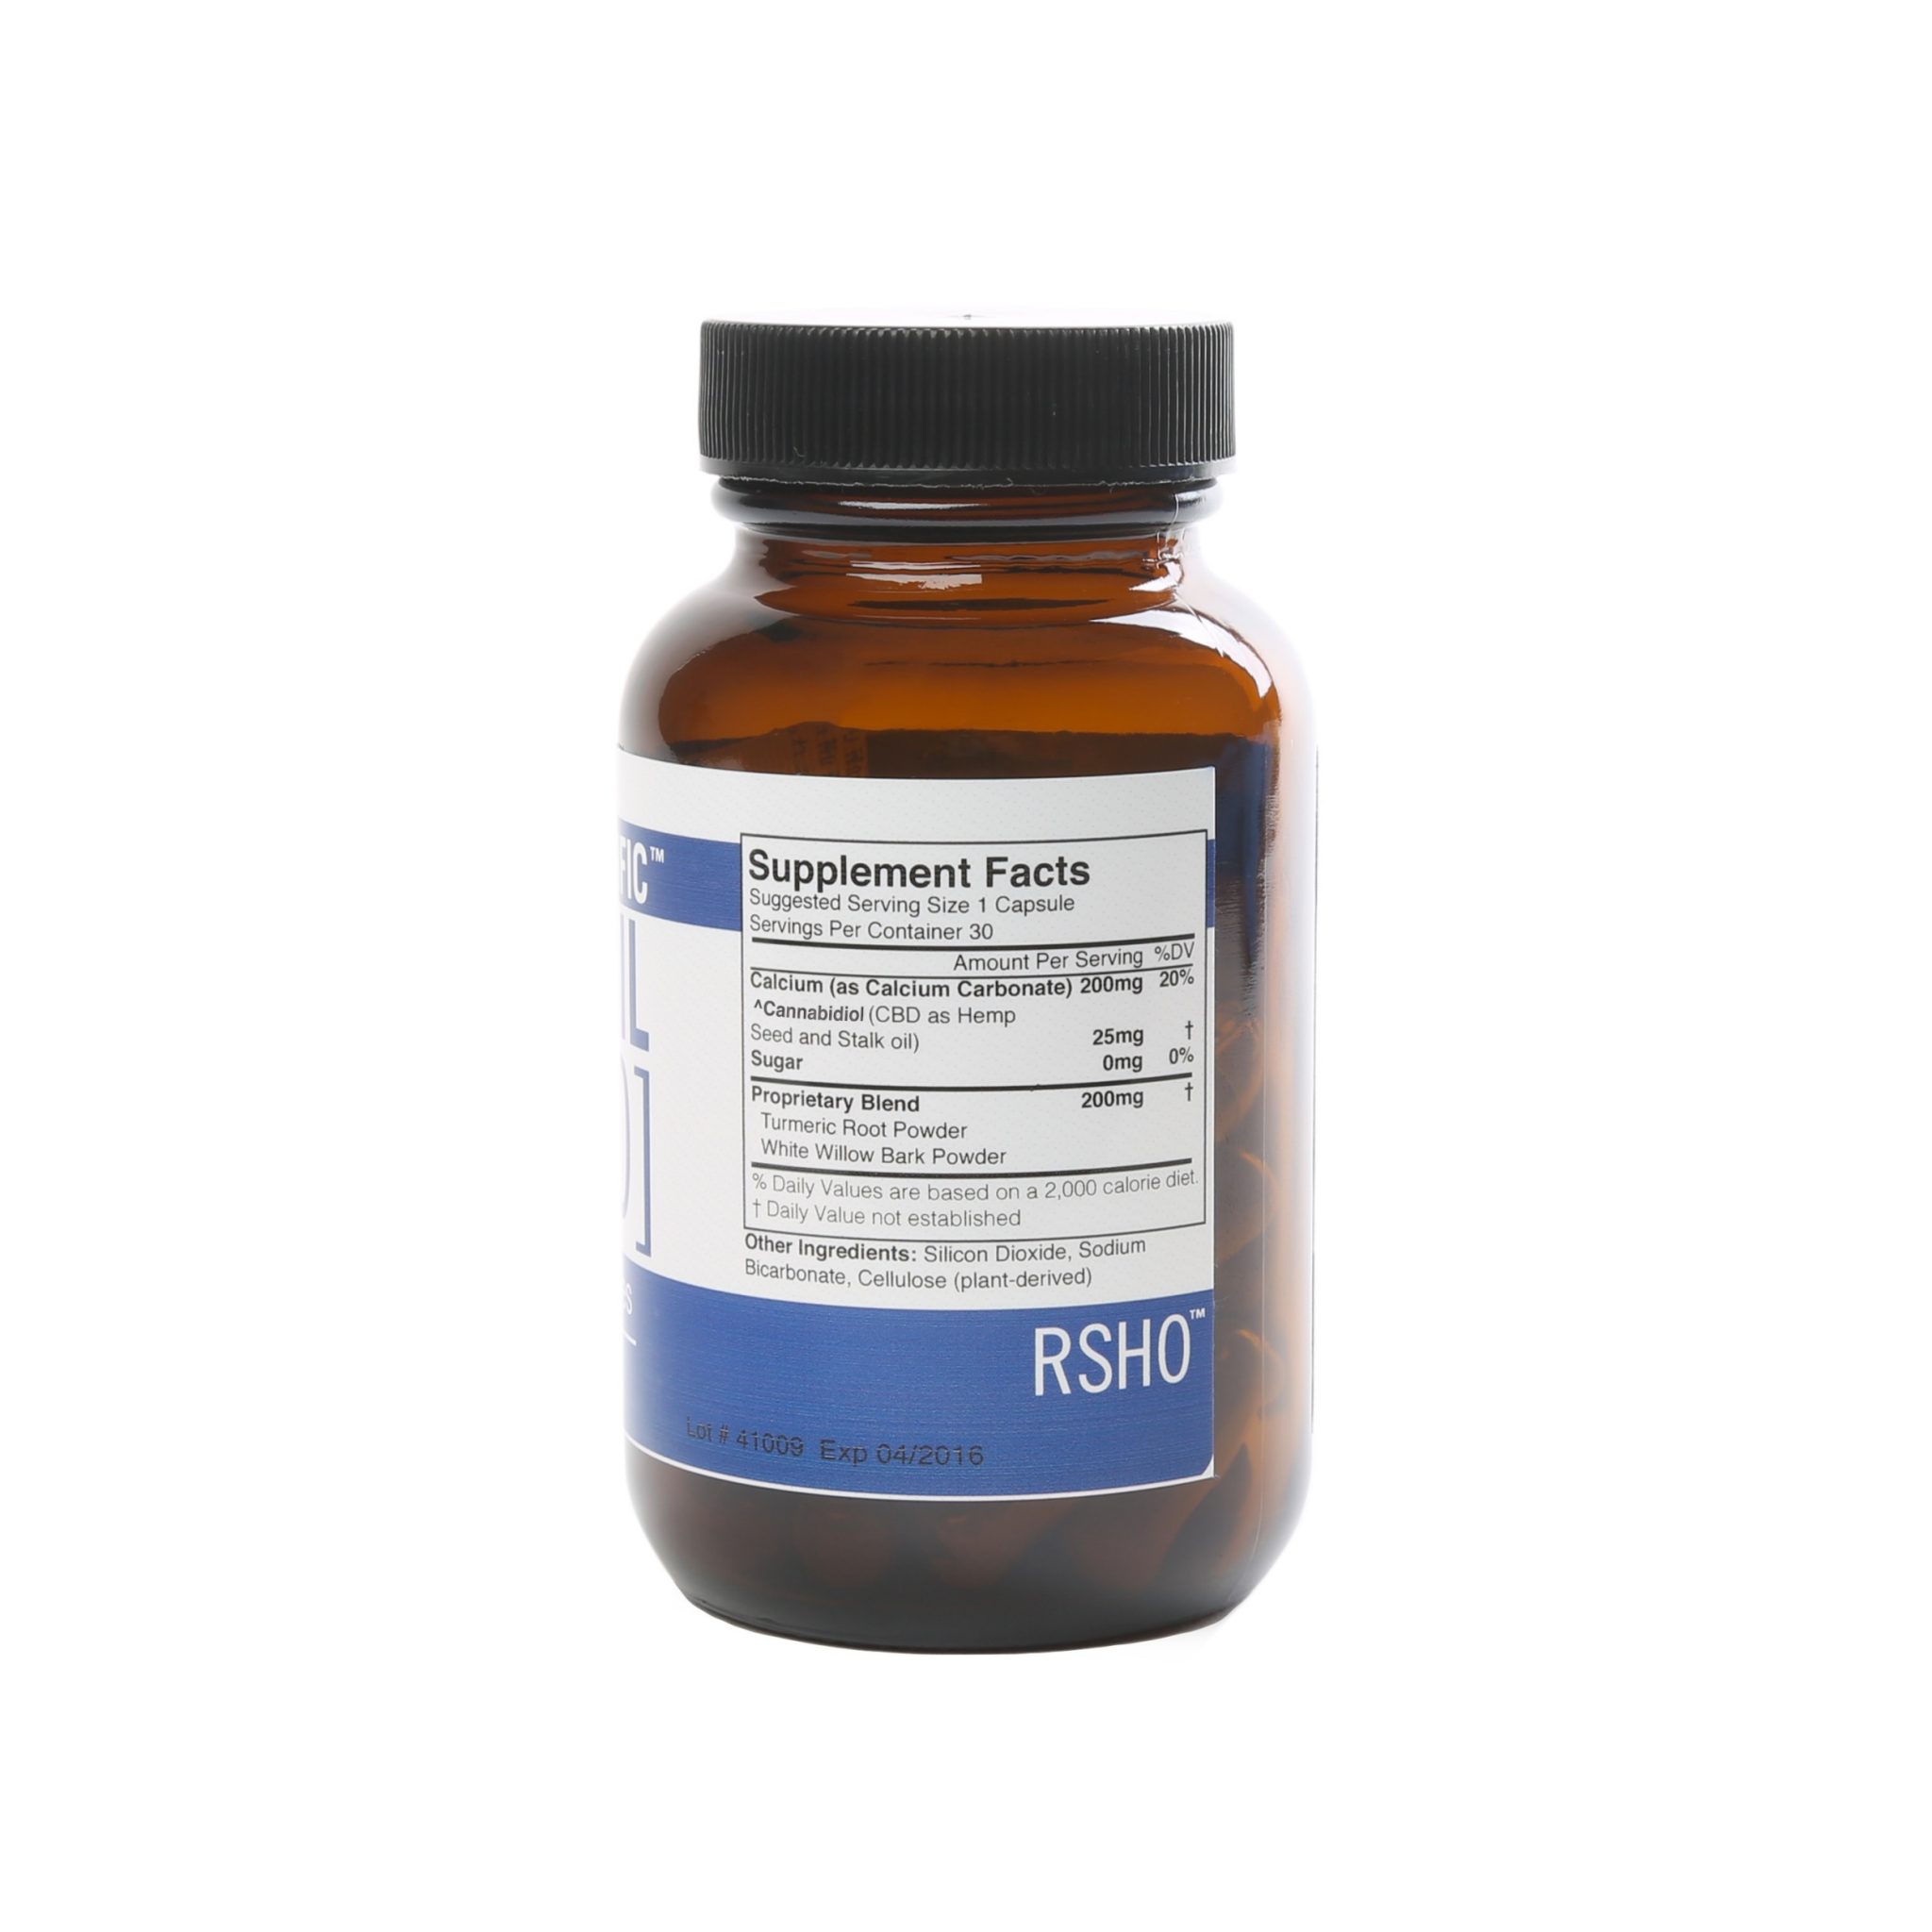 FIC™
IL
]
Supplement Facts
Suggested Serving Size 1 Capsule
Servings Per Container 30
Amount Per Serving %DV
Calcium (as Calcium Carbonate) 200mg 20%
^Cannabidiol (CBD as Hemp
Seed and Stalk oil) 25mg †
Sugar 0mg 0%
Proprietary Blend 200mg †
Turmeric Root Powder
White Willow Bark Powder
% Daily Values are based on a 2,000 calorie diet.
† Daily Value not established
Other Ingredients: Silicon Dioxide, Sodium
Bicarbonate, Cellulose (plant-derived)
RSHO™
Lot # 41009 Exp 04/2016